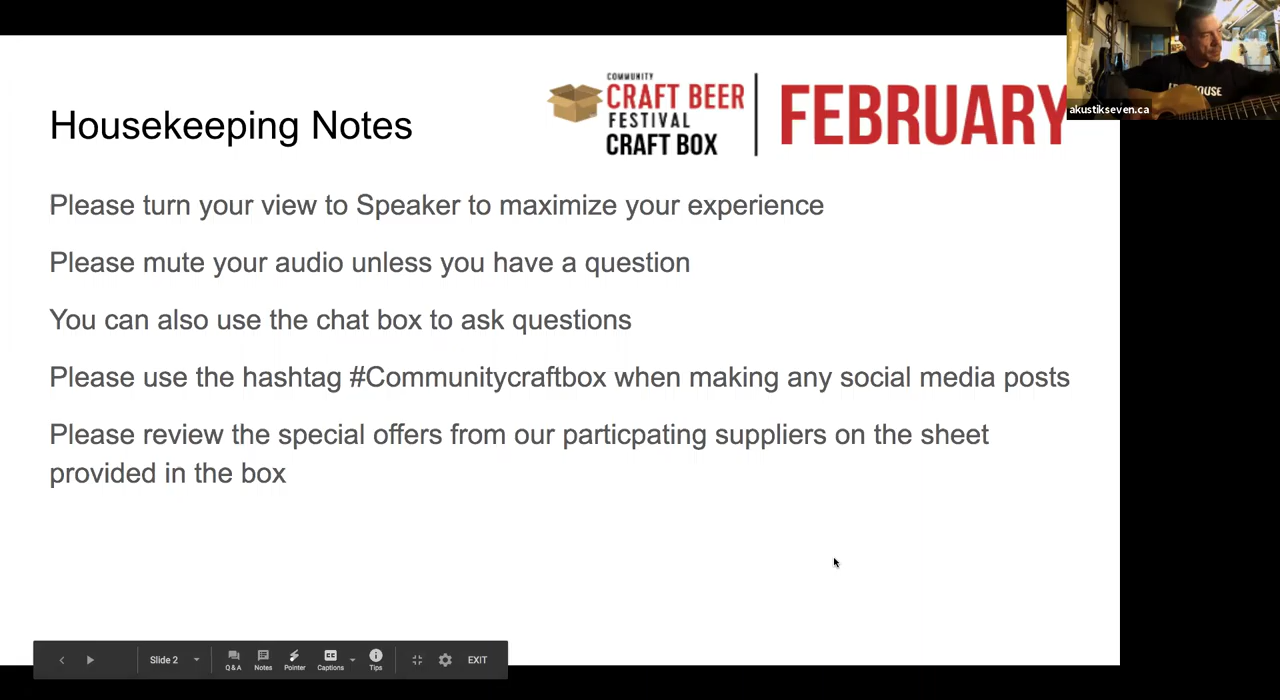 COMMUNITY
CRAFT BEER
FESTIVAL
CRAFT BOX
FEBRUARY
akustikseven.ca
Housekeeping Notes
Please turn your view to Speaker to maximize your experience
Please mute your audio unless you have a question
You can also use the chat box to ask questions
Please use the hashtag #Communitycraftbox when making any social media posts
Please review the special offers from our particpating suppliers on the sheet
provided in the box
Slide 2
Q&A
Notes
Pointer
Captions
Tips
EXIT